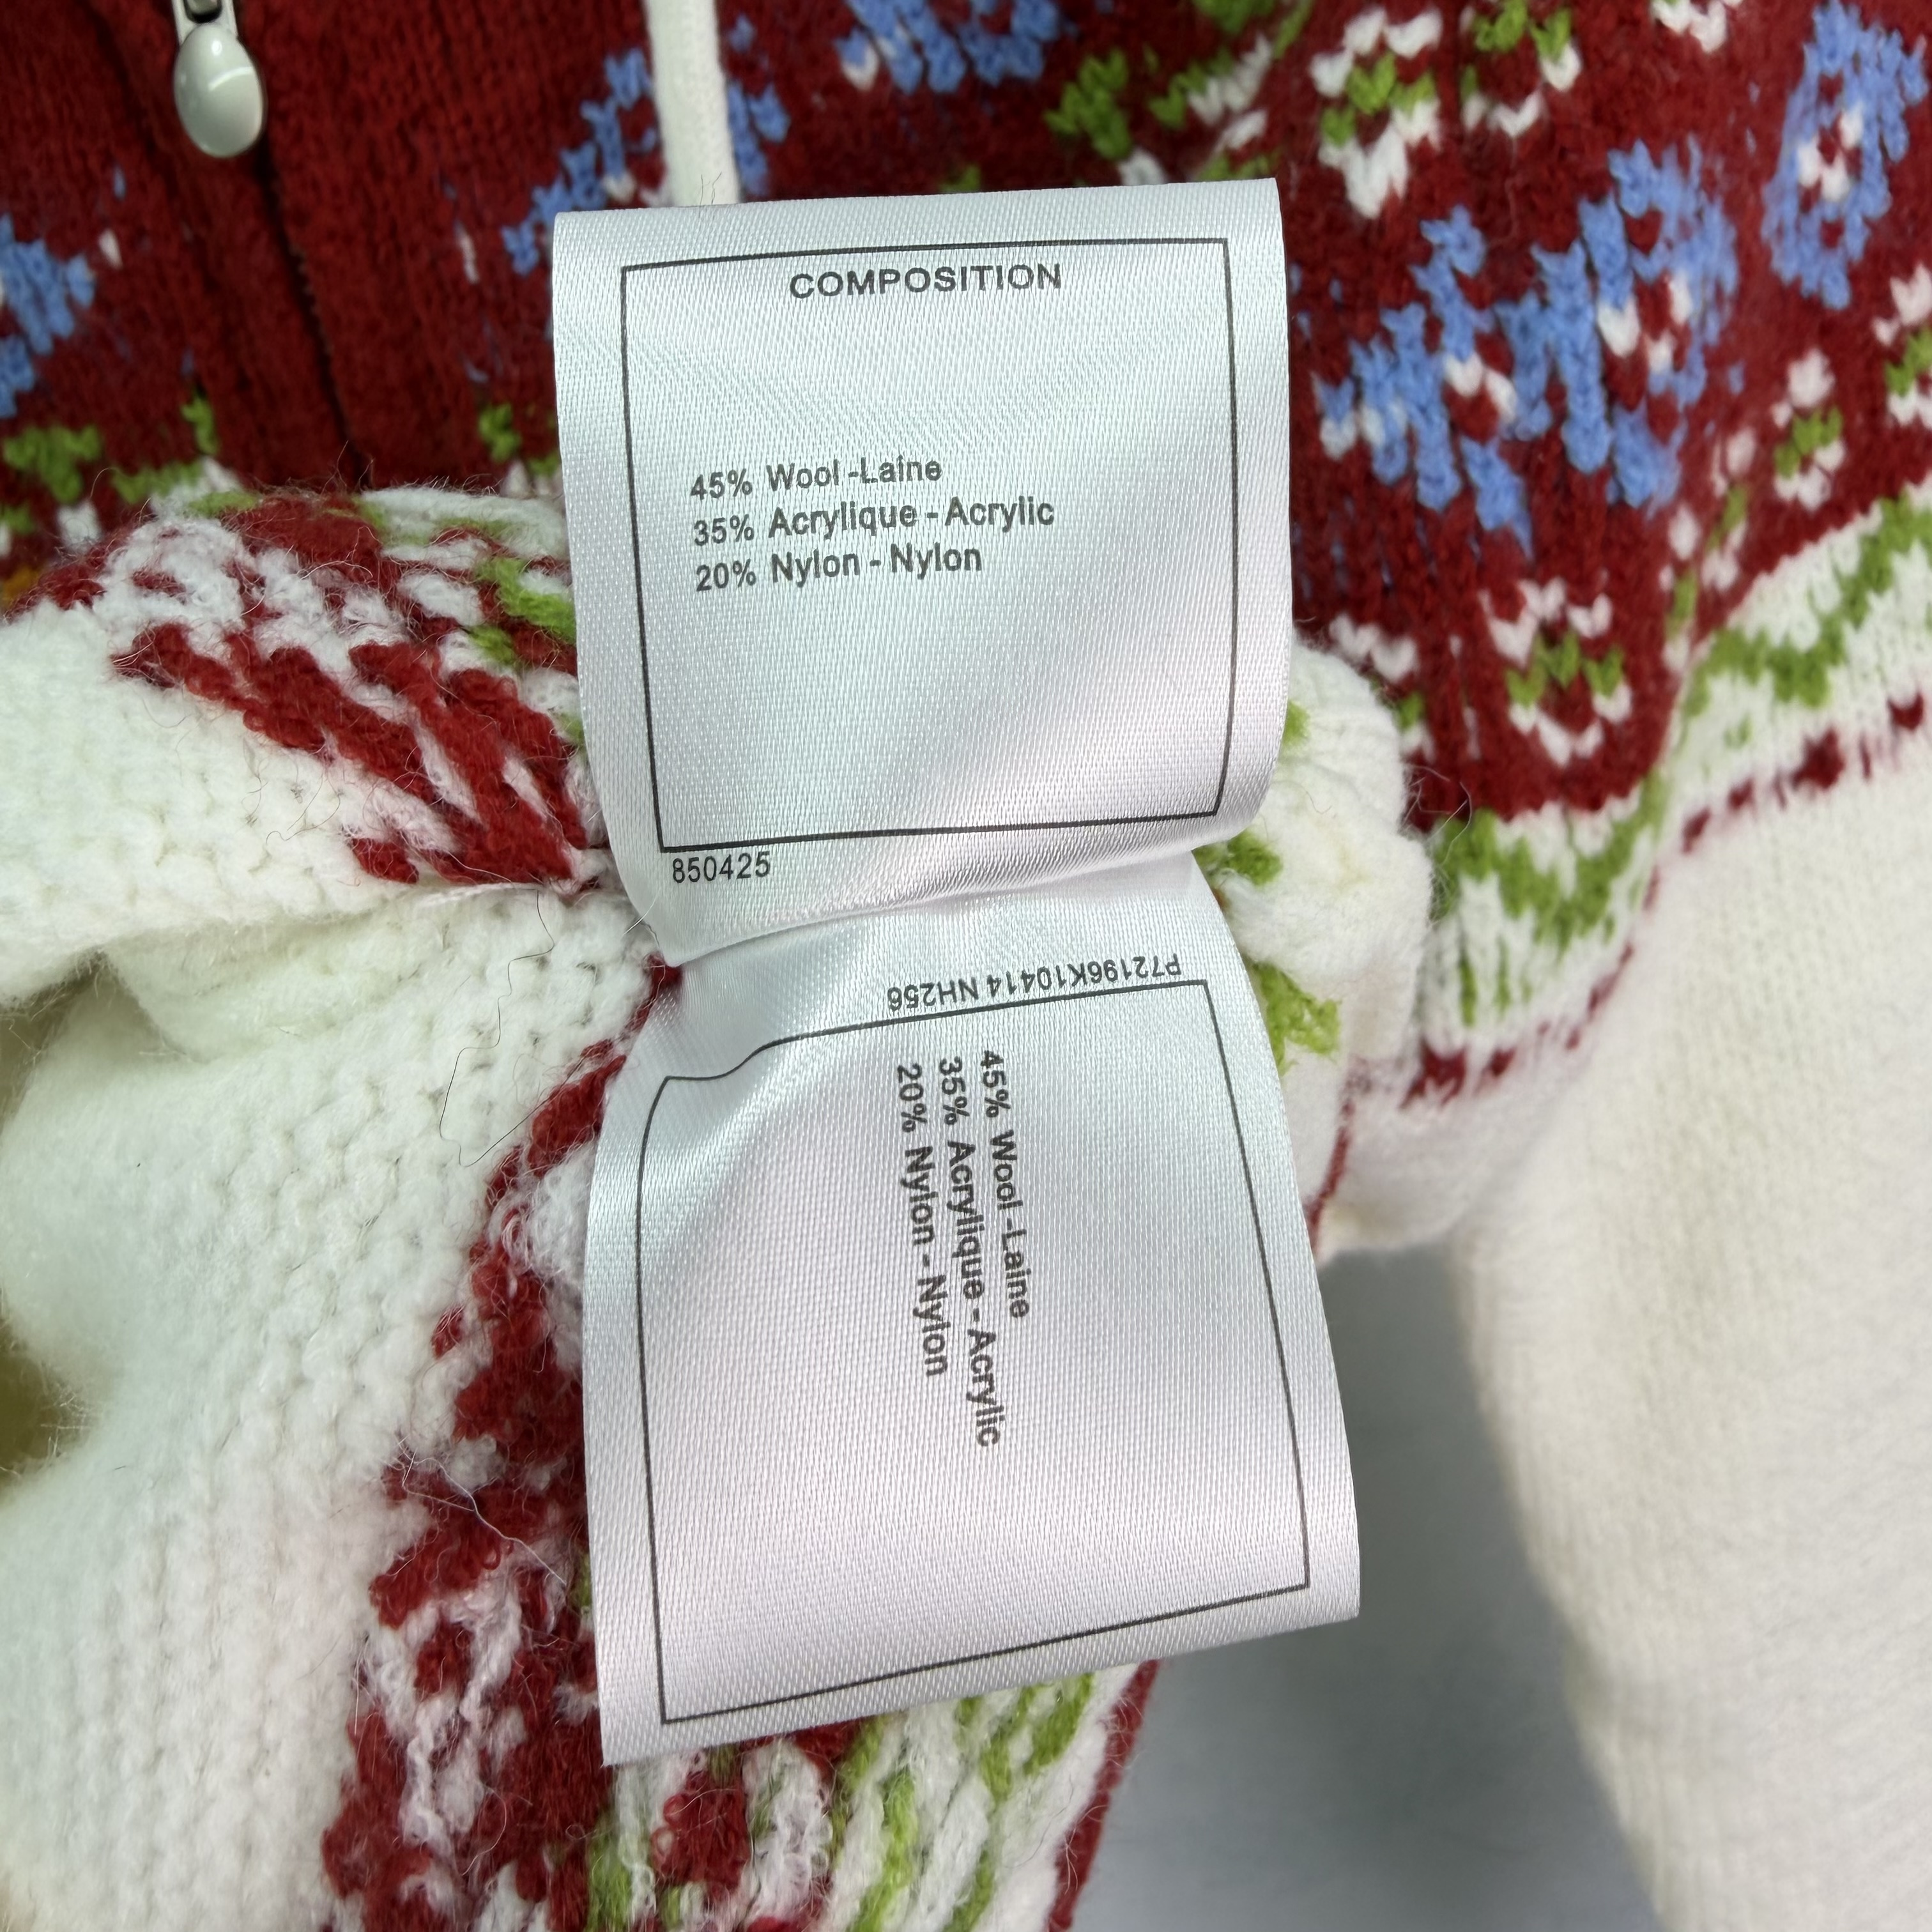 COMPOSITION
45% Wool -Laine
35% Acrylique - Acrylic
20% Nylon - Nylon
850425
P72196K10414 NH256
45% Wool -Laine
35% Acrylique - Acrylic
20% Nylon - Nylon